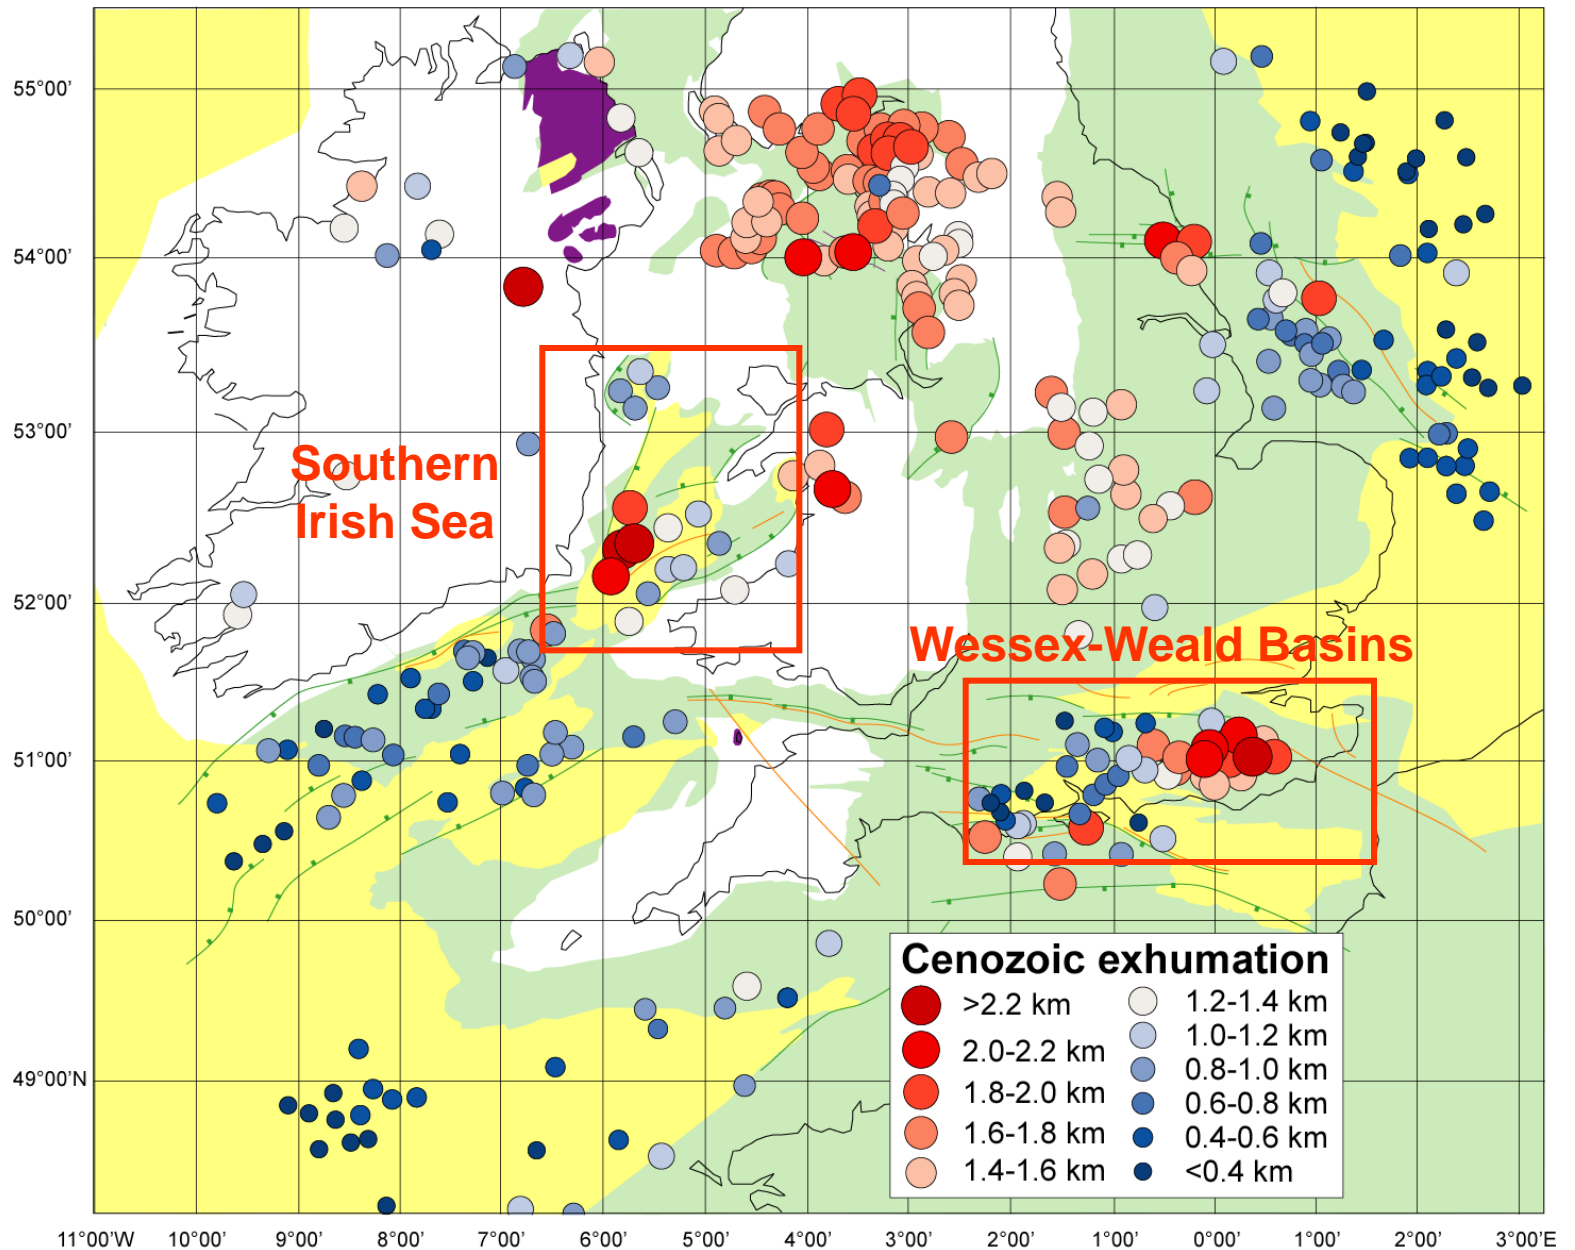 55°00'
54°00'
53°00'
52°00'
51°00'
50°00'
49°00'N
Southern
Irish Sea
Wessex-Weald Basins
Cenozoic exhumation
>2.2 km
2.0-2.2 km
1.8-2.0 km
1.6-1.8 km
1.4-1.6 km
1.2-1.4 km
1.0-1.2 km
0.8-1.0 km
0.6-0.8 km
0.4-0.6 km
<0.4 km
11°00'W 10°00' 9°00' 8°00' 7°00' 6°00' 5°00' 4°00' 3°00' 2°00' 1°00' 0°00' 1°00' 2°00' 3°00'E